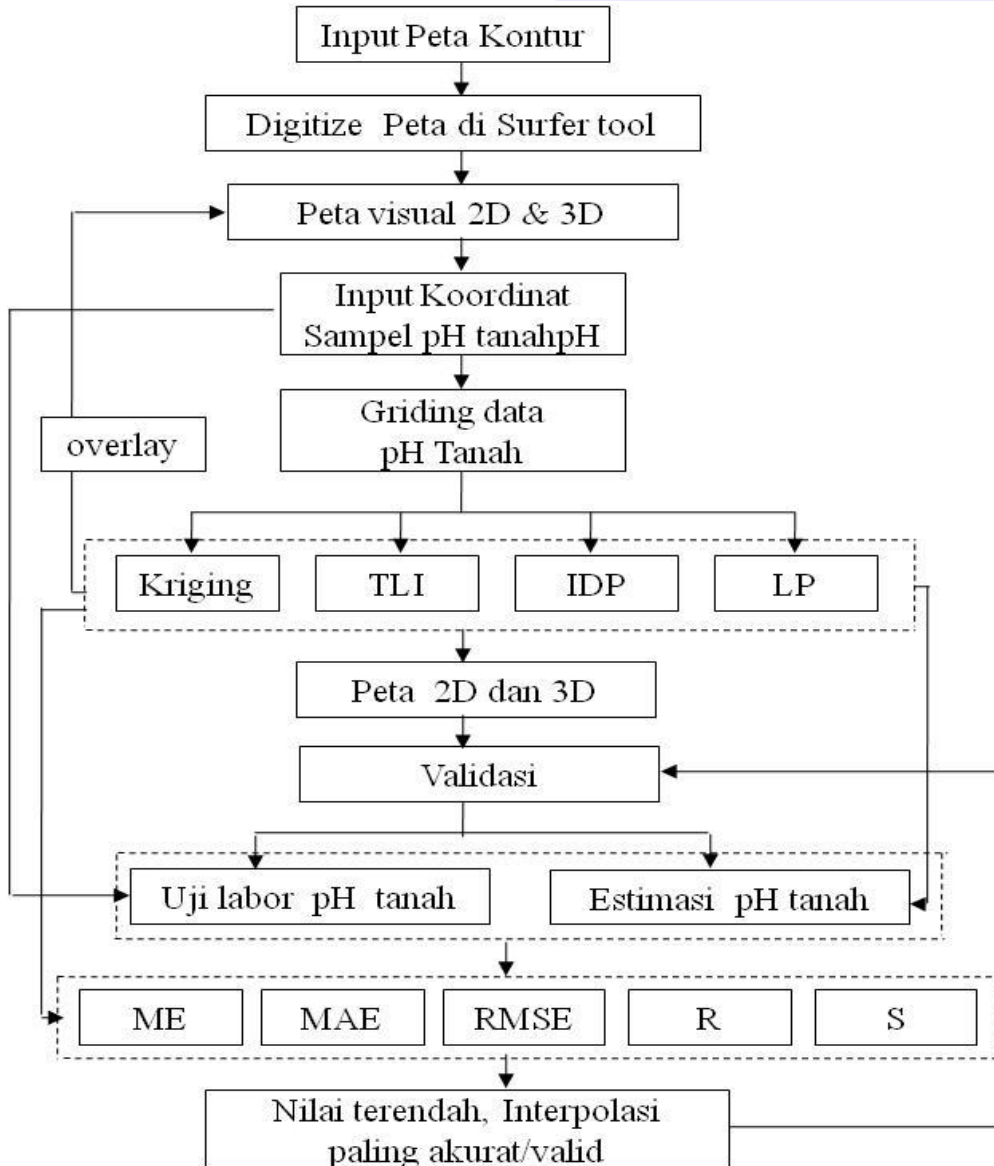 Input Peta Kontur
Digitize Peta di Surfer tool
Peta visual 2D & 3D
Input Koordinat
Sampel pH tanahpH
Griding data
pH Tanah
overlay
Kriging
TLI
IDP
LP
Peta 2D dan 3D
Validasi
Uji labor pH tanah
Estimasi pH tanah
ME
MAE
RMSE
R
S
Nilai terendah, Interpolasi
paling akurat/valid